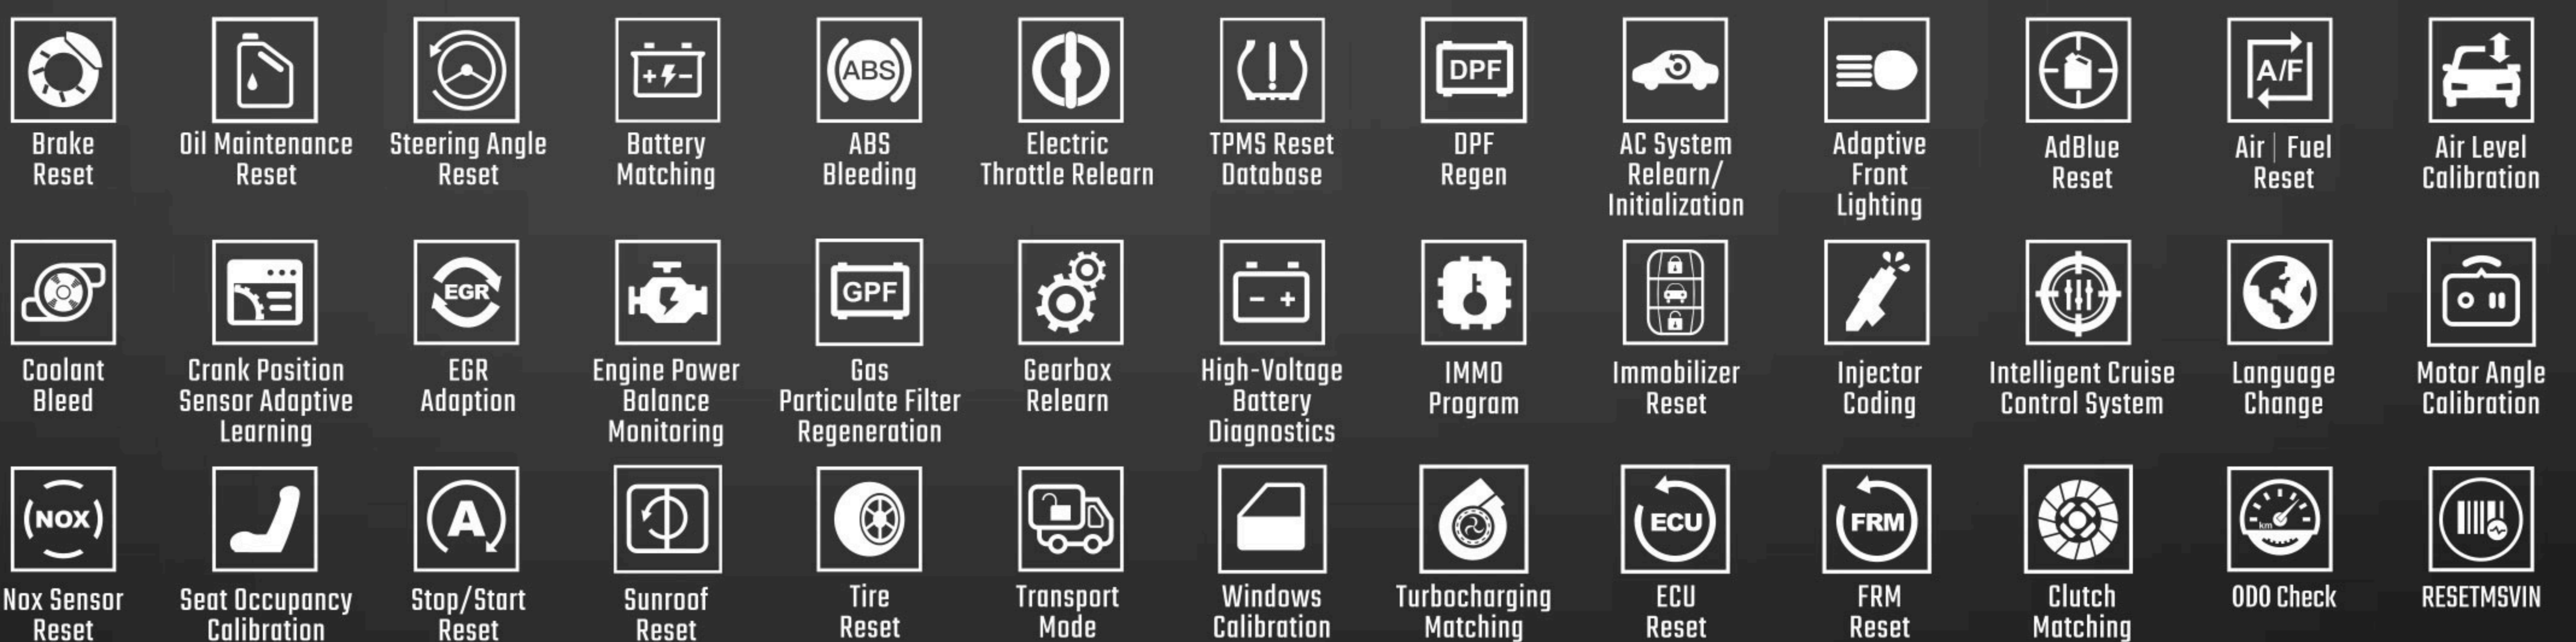 ABS
DPF
A/F
Brake
Reset
Oil Maintenance
Reset
Steering Angle
Reset
Battery
Matching
ABS
Bleeding
Electric
Throttle Relearn
TPMS Reset
Database
DPF
Regen
AC System
Relearn/
Initialization
Adaptive
Front
Lighting
AdBlue
Reset
Air | Fuel
Reset
Air Level
Calibration
EGR
GPF
Coolant
Bleed
Crank Position
Sensor Adaptive
Learning
EGR
Adaption
Engine Power
Balance
Monitoring
Gas
Particulate Filter
Regeneration
Gearbox
Relearn
High-Voltage
Battery
Diagnostics
IMMO
Program
Immobilizer
Reset
Injector
Coding
Intelligent Cruise
Control System
Language
Change
Motor Angle
Calibration
NOX
A
ECU
FRM
km
Nox Sensor
Reset
Seat Occupancy
Calibration
Stop/Start
Reset
Sunroof
Reset
Tire
Reset
Transport
Mode
Windows
Calibration
Turbocharging
Matching
ECU
Reset
FRM
Reset
Clutch
Matching
ODO Check
RESETMSVIN